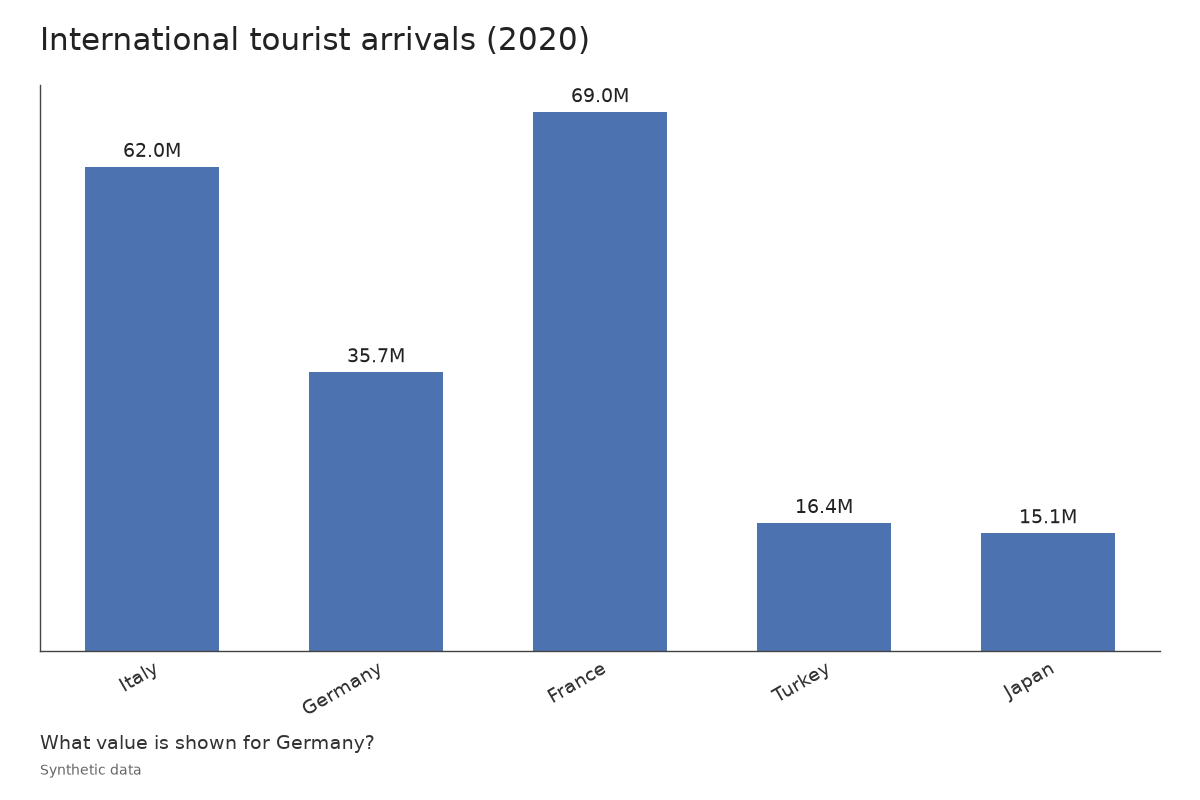 International tourist arrivals (2020)
69.0M
62.0M
35.7M
16.4M
15.1M
Italy
Germany
France
Turkey
Japan
What value is shown for Germany?
Synthetic data